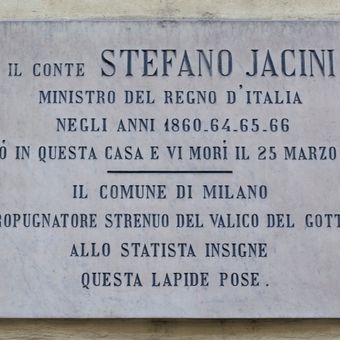 IL CONTE STEFANO JACINI
MINISTRO DEL REGNO D'ITALIA
NEGLI ANNI 1860-64-65-66
Ó IN QUESTA CASA E VI MORÌ IL 25 MARZO
IL COMUNE DI MILANO
ROPUGNATORE STRENUO DEL VALICO DEL GOTT
ALLO STATISTA INSIGNE
QUESTA LAPIDE POSE.